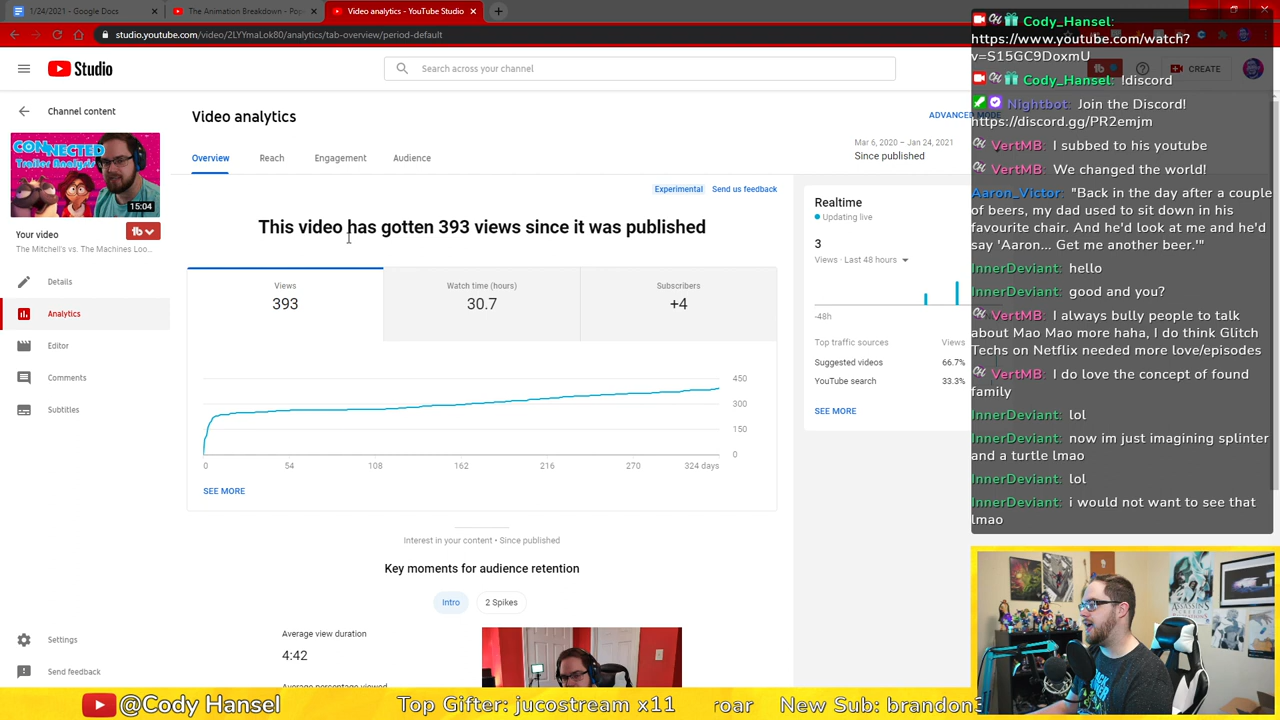 1/24/2021 - Google Docs
The Animation Breakdown - Pop
Video analytics - YouTube Studio
studio.youtube.com/video/2LYYmaLok80/analytics/tab-overview/period-default
Studio
Search across your channel
CREATE
Channel content
CONNECTED
Trailer Analysis
15:04
Your video
The Mitchell's vs. The Machines Loo...
Details
Analytics
Editor
Comments
Subtitles
Settings
Send feedback
Video analytics
ADVANCED MODE
Overview
Reach
Engagement
Audience
Mar 6, 2020 – Jan 24, 2021
Since published
Experimental
Send us feedback
This video has gotten 393 views since it was published
Views
393
Watch time (hours)
30.7
Subscribers
+4
450
300
150
0
0 54 108 162 216 270 324 days
SEE MORE
Interest in your content • Since published
Key moments for audience retention
Intro
2 Spikes
Average view duration
4:42
Average percentage viewed
Realtime
Updating live
3
Views · Last 48 hours
-48h
Top traffic sources Views
Suggested videos 66.7%
YouTube search 33.3%
SEE MORE
Cody_Hansel:
https://www.youtube.com/watch?
v=S15GC9DoxmU
Cody_Hansel: !discord
Nightbot: Join the Discord!
https://discord.gg/PR2emjm
VertMB: I subbed to his youtube
VertMB: We changed the world!
Aaron_Victor: "Back in the day after a couple
of beers, my dad used to sit down in his
favourite chair. And he'd look at me and he'd
say 'Aaron... Get me another beer.'"
InnerDeviant: hello
InnerDeviant: good and you?
VertMB: I always bully people to talk
about Mao Mao more haha, I do think Glitch
Techs on Netflix needed more love/episodes
VertMB: I do love the concept of found
family
InnerDeviant: lol
InnerDeviant: now im just imagining splinter
and a turtle lmao
InnerDeviant: lol
InnerDeviant: i would not want to see that
lmao
ASSASSIN'S
@Cody Hansel
Top Gifter: jucostream x11
roar
New Sub: brandon